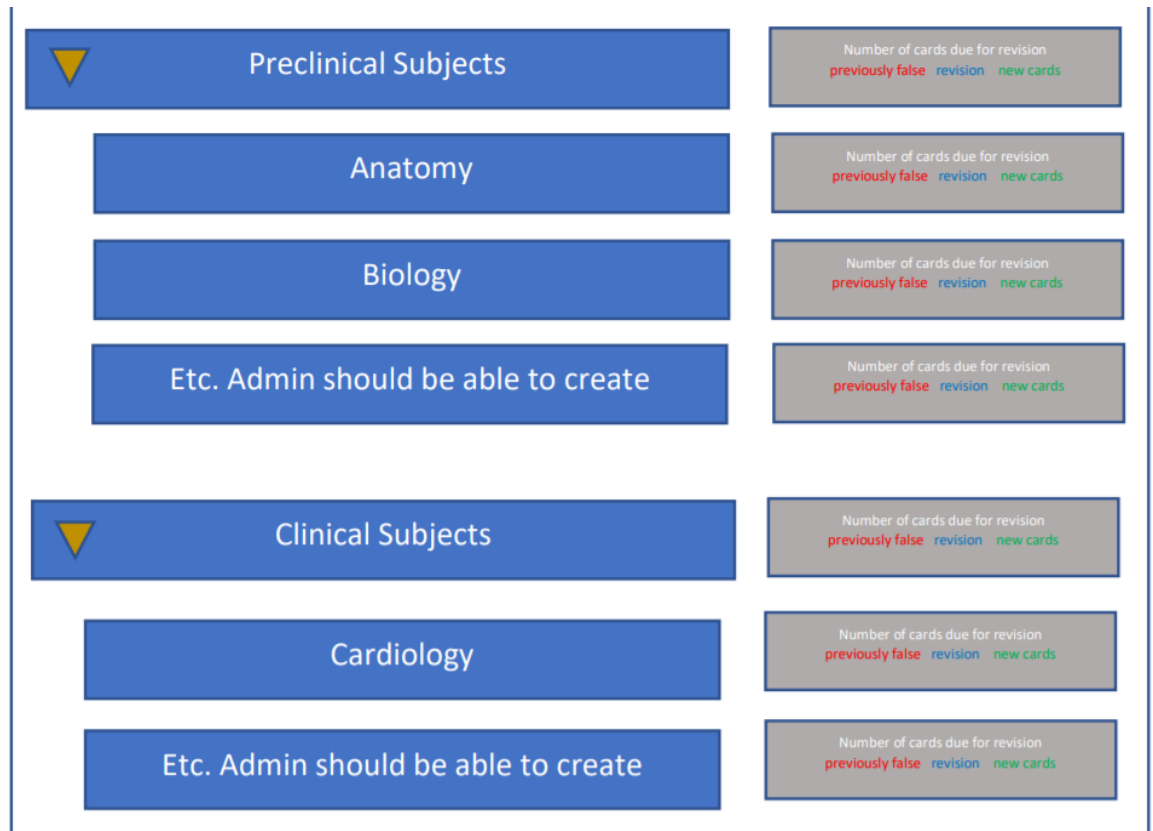 Preclinical Subjects
Number of cards due for revision
previously false revision new cards
Anatomy
Number of cards due for revision
previously false revision new cards
Biology
Number of cards due for revision
previously false revision new cards
Etc. Admin should be able to create
Number of cards due for revision
previously false revision new cards
Clinical Subjects
Number of cards due for revision
previously false revision new cards
Cardiology
Number of cards due for revision
previously false revision new cards
Etc. Admin should be able to create
Number of cards due for revision
previously false revision new cards